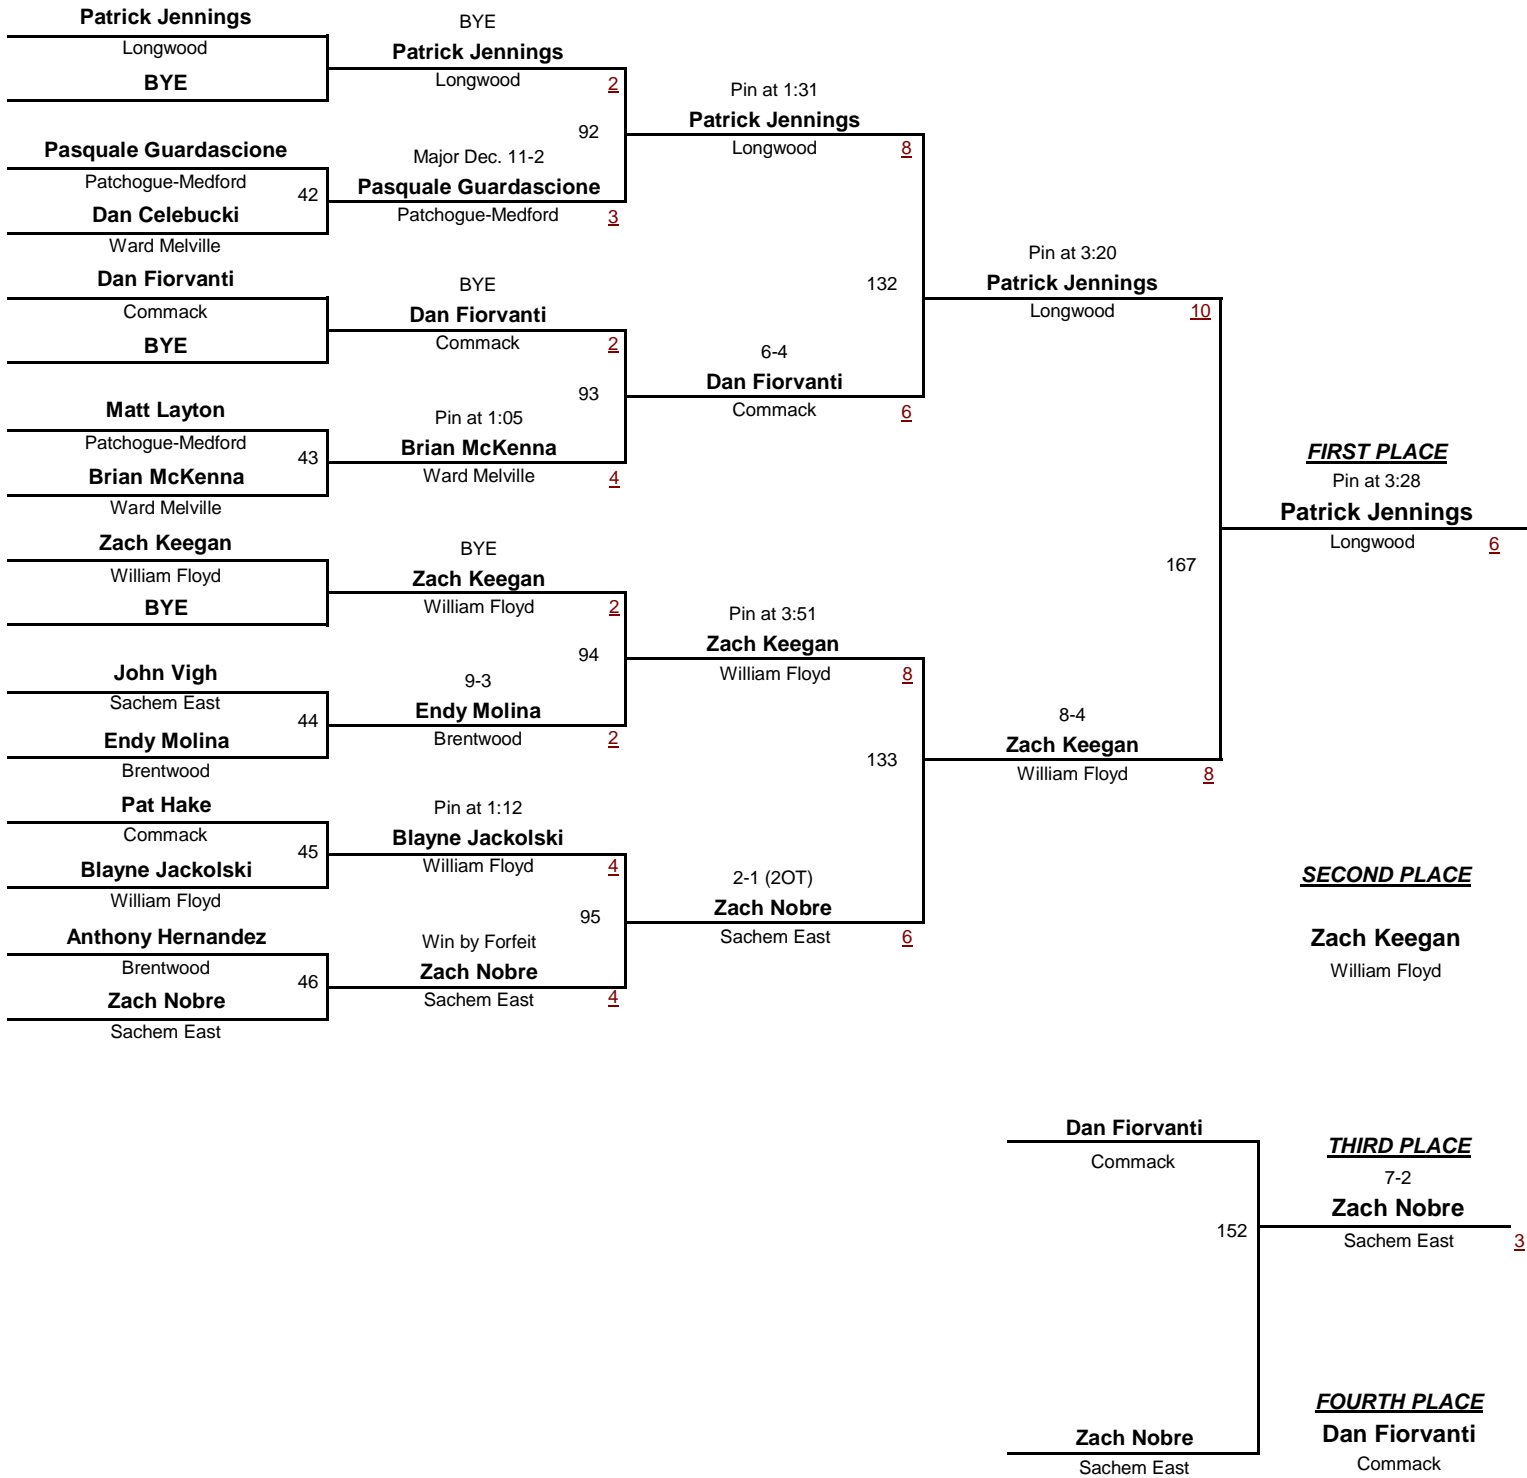 Patrick Jennings
Longwood
BYE
Pasquale Guardascione
Patchogue-Medford
42
Dan Celebucki
Ward Melville
Dan Fiorvanti
Commack
BYE
Matt Layton
Patchogue-Medford
43
Brian McKenna
Ward Melville
Zach Keegan
William Floyd
BYE
John Vigh
Sachem East
44
Endy Molina
Brentwood
Pat Hake
Commack
45
Blayne Jackolski
William Floyd
Anthony Hernandez
Brentwood
46
Zach Nobre
Sachem East
BYE
Patrick Jennings
Longwood 2
92
Major Dec. 11-2
Pasquale Guardascione
Patchogue-Medford 3
BYE
Dan Fiorvanti
Commack 2
93
Pin at 1:05
Brian McKenna
Ward Melville 4
BYE
Zach Keegan
William Floyd 2
94
9-3
Endy Molina
Brentwood 2
Pin at 1:12
Blayne Jackolski
William Floyd 4
95
Win by Forfeit
Zach Nobre
Sachem East 4
Pin at 1:31
Patrick Jennings
Longwood 8
132
6-4
Dan Fiorvanti
Commack 6
Pin at 3:51
Zach Keegan
William Floyd 8
133
2-1 (2OT)
Zach Nobre
Sachem East 6
Pin at 3:20
Patrick Jennings
Longwood 10
167
8-4
Zach Keegan
William Floyd 8
FIRST PLACE
Pin at 3:28
Patrick Jennings
Longwood 6
SECOND PLACE
Zach Keegan
William Floyd
Dan Fiorvanti
Commack
152
Zach Nobre
Sachem East
THIRD PLACE
7-2
Zach Nobre
Sachem East 3
FOURTH PLACE
Dan Fiorvanti
Commack